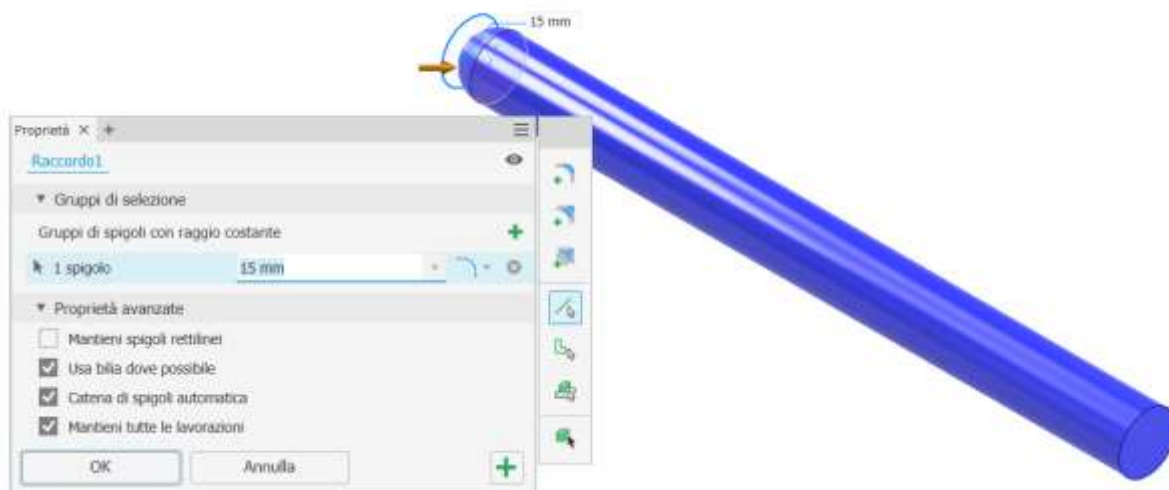 15 mm
Proprietà × +
Raccordo1
Gruppi di selezione
Gruppi di spigoli con raggio costante
1 spigolo 15 mm
Proprietà avanzate
Mantieni spigoli rettilinei
Usa bilia dove possibile
Catena di spigoli automatica
Mantieni tutte le lavorazioni
OK Annulla